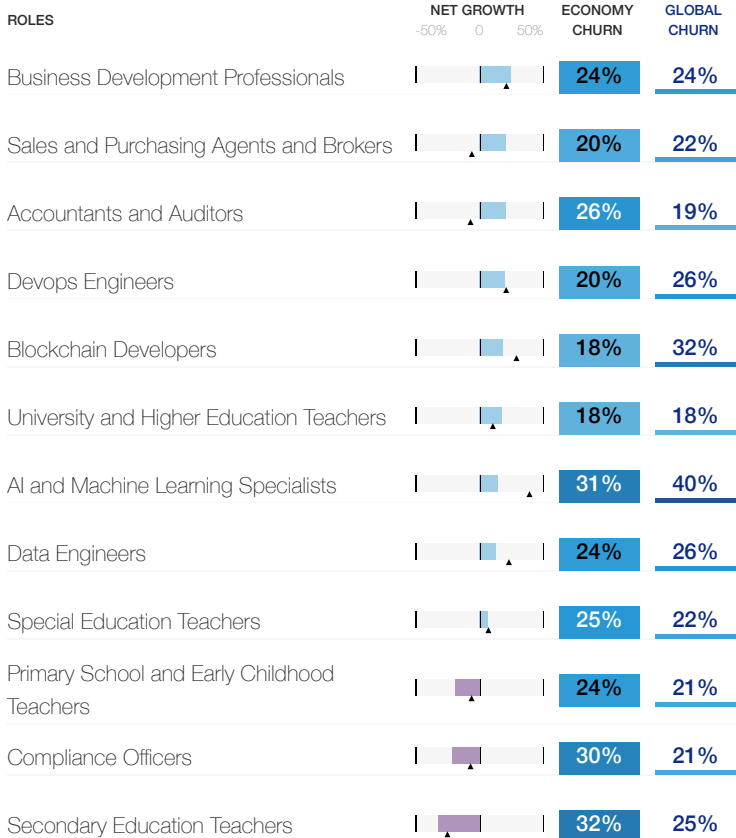 ROLES NET GROWTH ECONOMY CHURN GLOBAL CHURN
-50% 0 50%
Business Development Professionals 24% 24%
Sales and Purchasing Agents and Brokers 20% 22%
Accountants and Auditors 26% 19%
Devops Engineers 20% 26%
Blockchain Developers 18% 32%
University and Higher Education Teachers 18% 18%
AI and Machine Learning Specialists 31% 40%
Data Engineers 24% 26%
Special Education Teachers 25% 22%
Primary School and Early Childhood
Teachers 24% 21%
Compliance Officers 30% 21%
Secondary Education Teachers 32% 25%